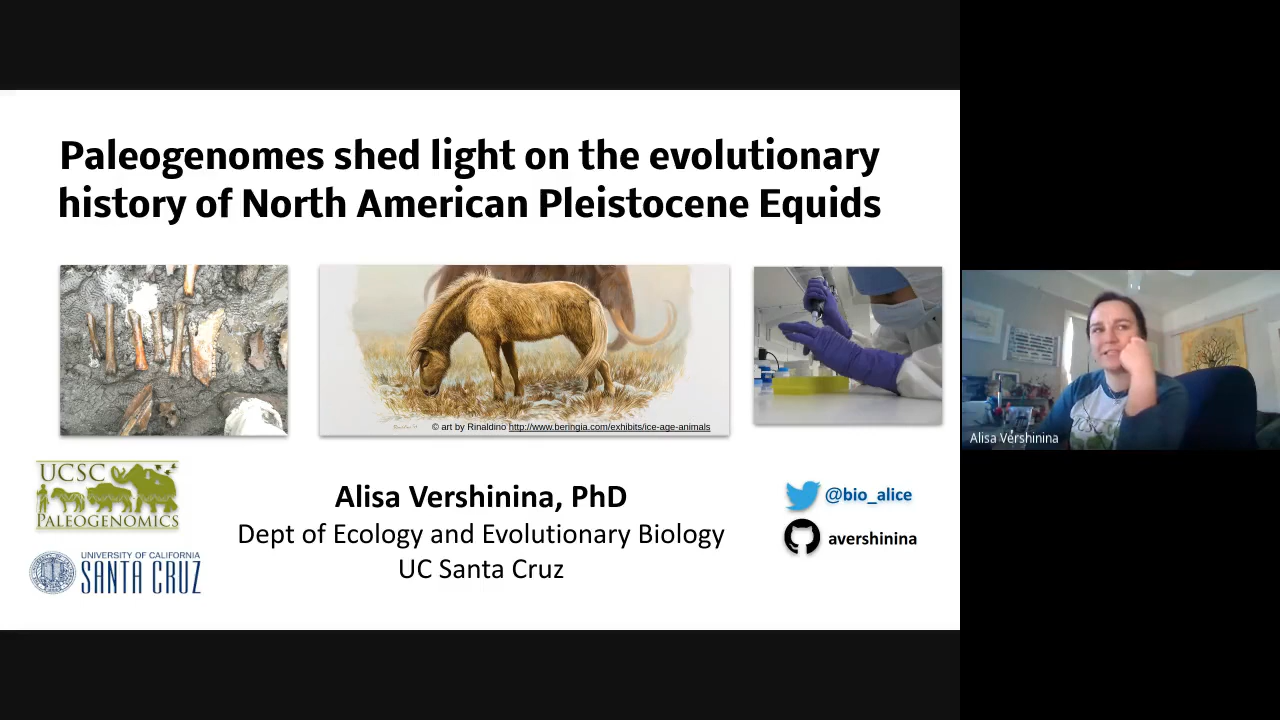 Paleogenomes shed light on the evolutionary
history of North American Pleistocene Equids
© art by Rinaldino http://www.beringia.com/exhibits/ice-age-animals
UCSC
PALEOGENOMICS
UNIVERSITY OF CALIFORNIA
SANTA CRUZ
Alisa Vershinina, PhD
Dept of Ecology and Evolutionary Biology
UC Santa Cruz
@bio_alice
avershinina
Alisa Vershinina